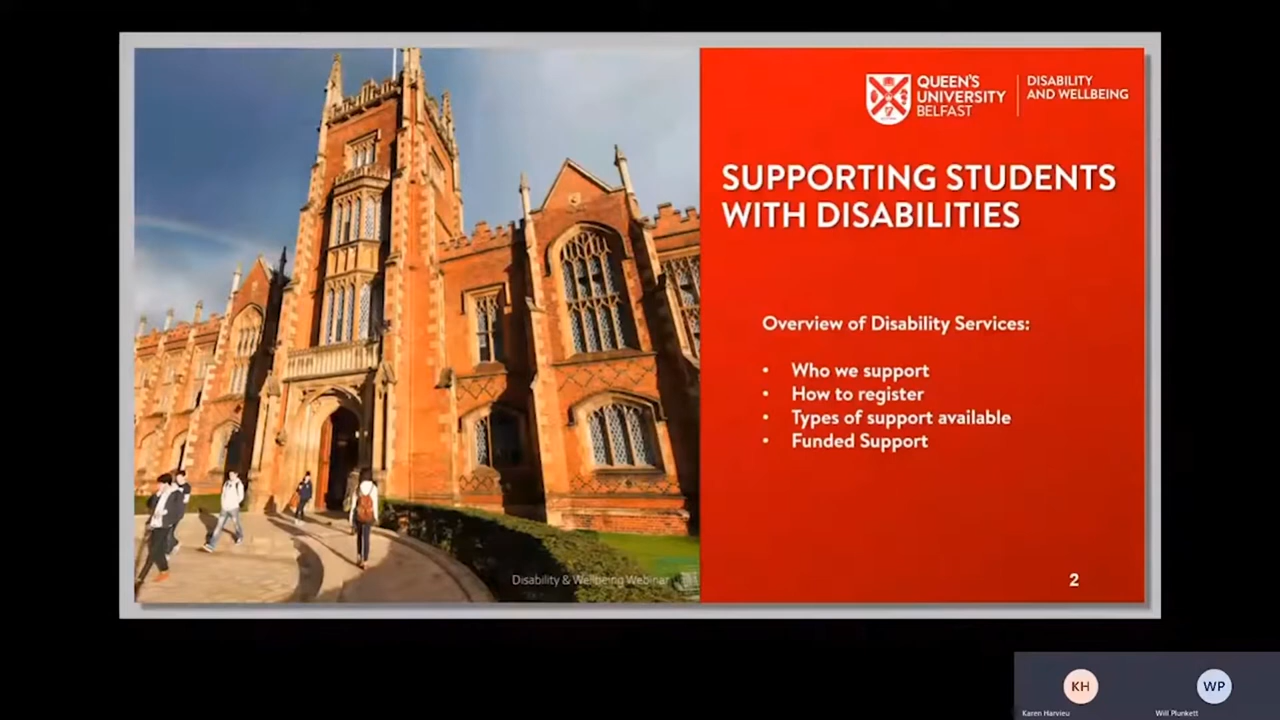 QUEEN'S
UNIVERSITY
BELFAST
DISABILITY
AND WELLBEING
SUPPORTING STUDENTS
WITH DISABILITIES
Overview of Disability Services:
• Who we support
• How to register
• Types of support available
• Funded Support
Disability & Wellbeing Webinar
2
KH
WP
Karen Harvieu
Will Plunkett